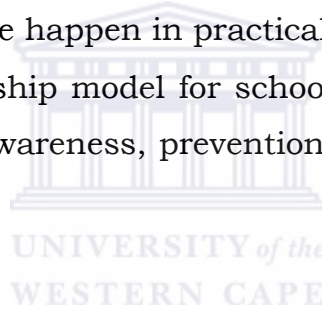 e happen in practical
ship model for schoo
wareness, prevention
UNIVERSITY of the
WESTERN CAPE